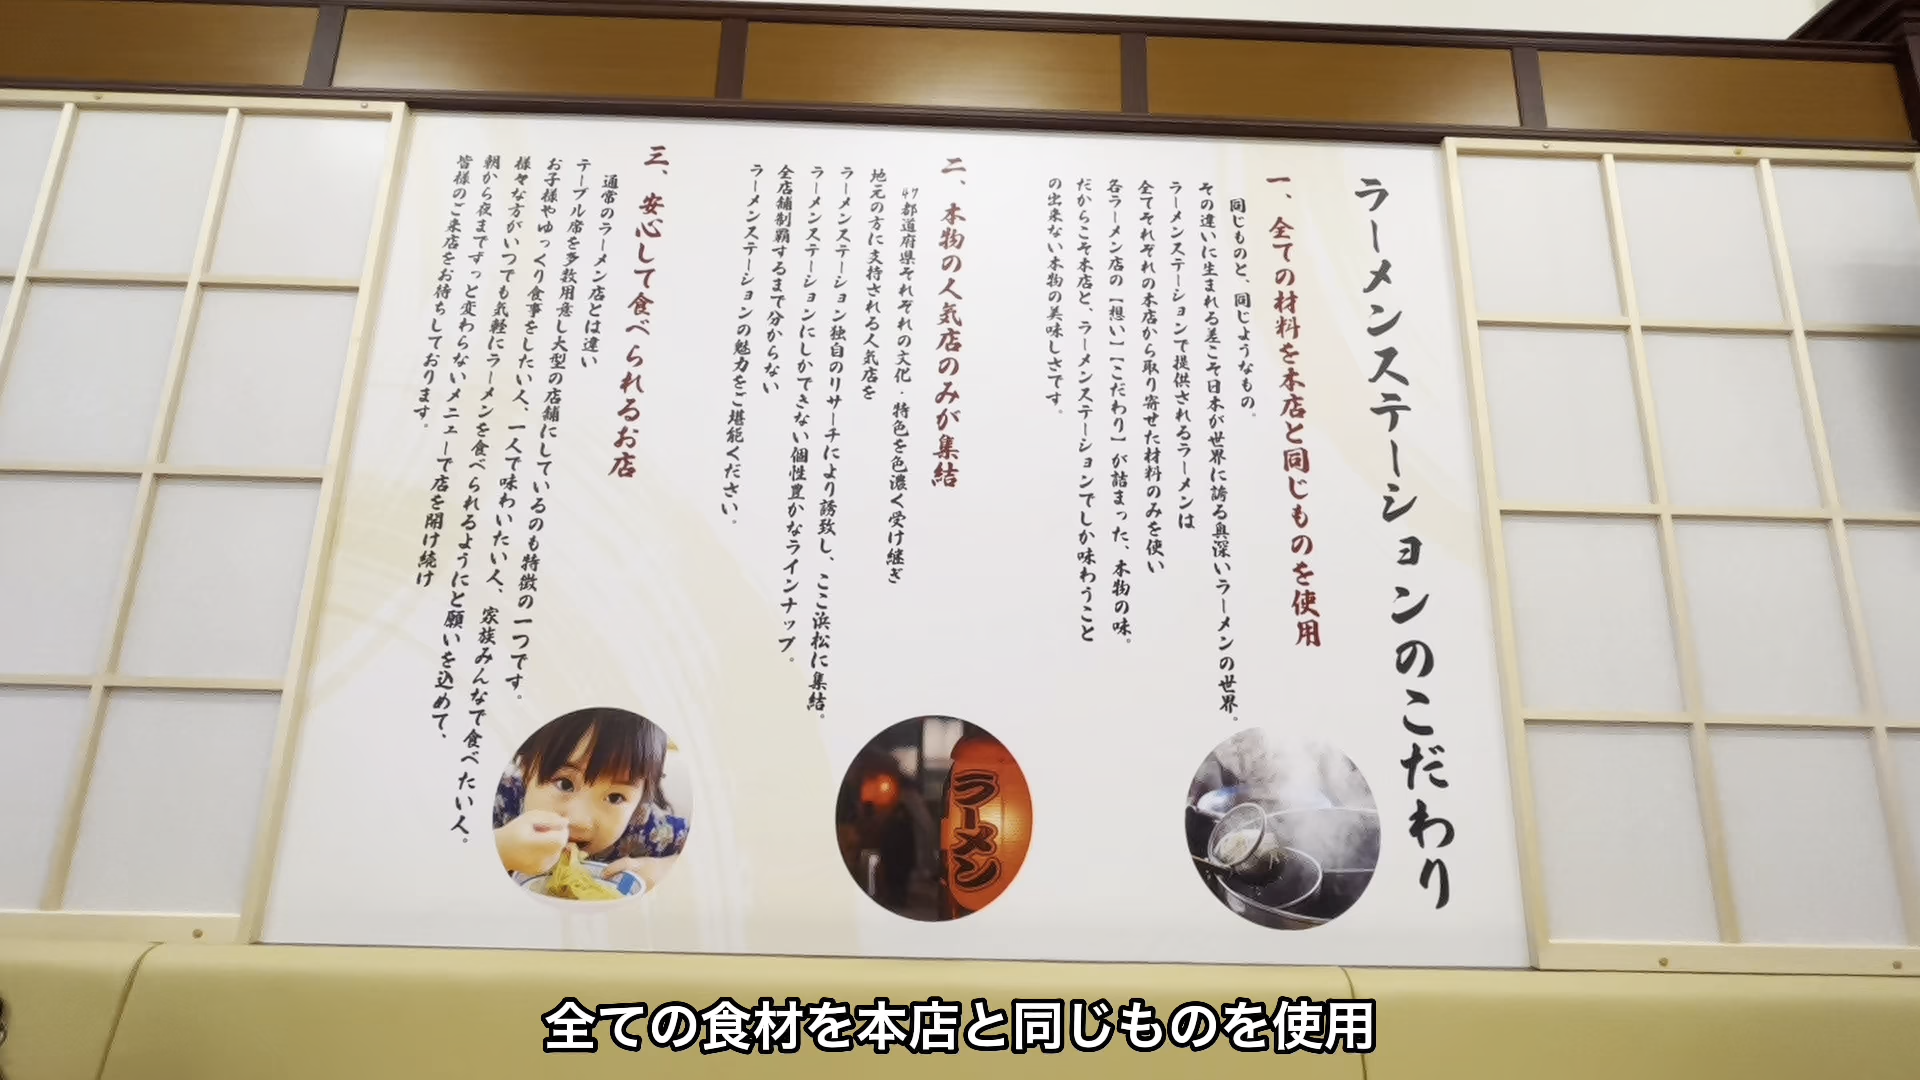 ラーメンステーションのこだわり
一、全ての材料を本店と同じものを使用
同じものと、同じようなもの。
その違いに生まれる差こそ日本が世界に誇る奥深いラーメンの世界。
ラーメンステーションで提供されるラーメンは
全てそれぞれの本店から取り寄せた材料のみを使い
各ラーメン店の【想い】【こだわり】が詰まった、本物の味。
だからこそ本店と、ラーメンステーションでしか味わうこと
の出来ない本物の美味しさです。
二、本物の人気店のみが集結
47都道府県それぞれの文化・特色を色濃く受け継ぎ
地元の方に支持される人気店を
ラーメンステーション独自のリサーチにより誘致し、ここ浜松に集結。
ラーメンステーションにしかできない個性豊かなラインナップ。
全店舗制覇するまで分からない
ラーメンステーションの魅力をご堪能ください。
三、安心して食べられるお店
通常のラーメン店とは違い
テーブル席を多数用意し大型の店舗にしているのも特徴の一つです。
お子様やゆっくり食事をしたい人、一人で味わいたい人、家族みんなで食べたい人。
様々な方がいつでも気軽にラーメンを食べられるようにと願いを込めて、
朝から夜までずっと変わらないメニューで店を開け続け
皆様のご来店をお待ちしております。
ラーメン
全ての食材を本店と同じものを使用